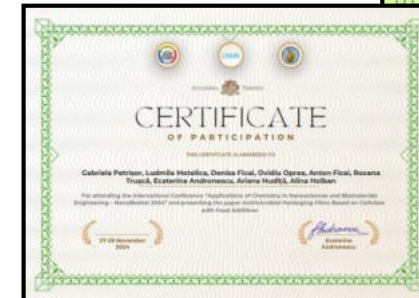 CERTIFICATE
OF PARTICIPATION
THIS CERTIFICATE IS AWARDED TO
Gabriela Petrișor, Ludmila Motelica, Denisa Ficai, Ovidiu Oprea, Anton Ficai, Roxana
Trușcă, Ecaterina Andronescu, Ariana Hudiță, Alina Holban
For attending the International Conference "Applications of Chemistry in Nanosciences and Biomaterials
Engineering - NanoBioMat 2024" and presenting the paper Antimicrobial Packaging Films Based on Cellulose
with Food Additives
27-29 November
2024
Ecaterina
Andronescu